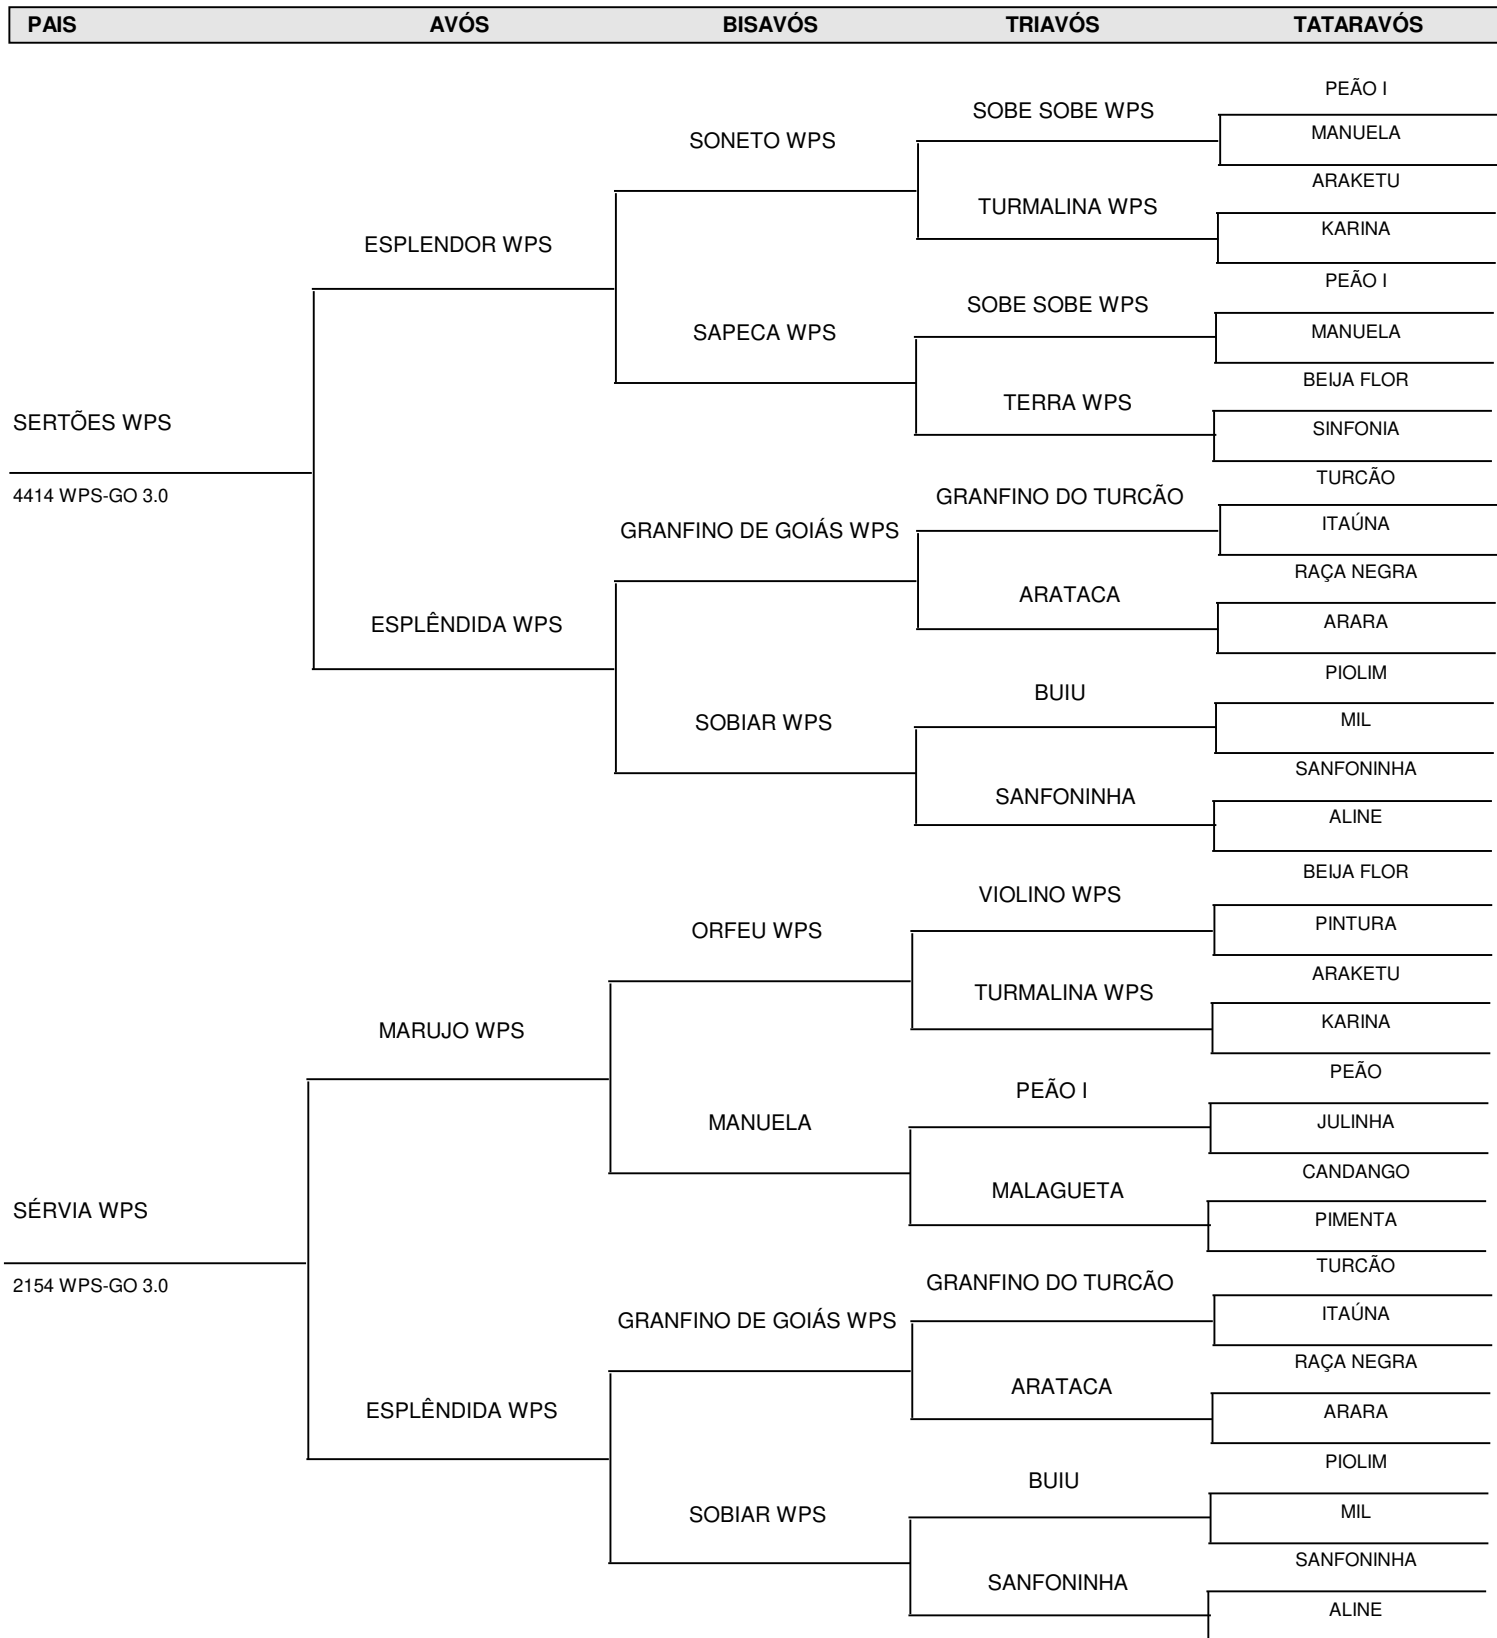 PAIS AVÓS BISAVÓS TRIAVÓS TATARAVÓS
PEÃO I
SOBE SOBE WPS
MANUELA
SONETO WPS
ARAKETU
TURMALINA WPS
KARINA
ESPLENDOR WPS
PEÃO I
SOBE SOBE WPS
MANUELA
SAPECA WPS
BEIJA FLOR
TERRA WPS
SINFONIA
SERTÕES WPS
4414 WPS-GO 3.0
TURCÃO
GRANFINO DO TURCÃO
ITAÚNA
GRANFINO DE GOIÁS WPS
RAÇA NEGRA
ARATACA
ARARA
ESPLÊNDIDA WPS
PIOLIM
BUIU
MIL
SOBIAR WPS
SANFONINHA
SANFONINHA
ALINE
BEIJA FLOR
VIOLINO WPS
PINTURA
ORFEU WPS
ARAKETU
TURMALINA WPS
KARINA
MARUJO WPS
PEÃO
PEÃO I
JULINHA
MANUELA
CANDANGO
MALAGUETA
PIMENTA
SÉRVIA WPS
2154 WPS-GO 3.0
TURCÃO
GRANFINO DO TURCÃO
ITAÚNA
GRANFINO DE GOIÁS WPS
RAÇA NEGRA
ARATACA
ARARA
ESPLÊNDIDA WPS
PIOLIM
BUIU
MIL
SOBIAR WPS
SANFONINHA
SANFONINHA
ALINE